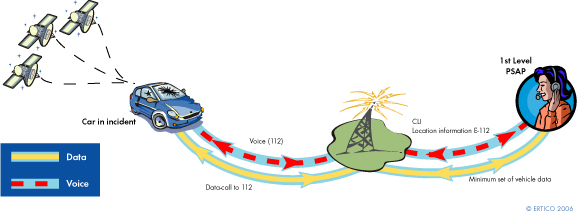 1st Level
PSAP
Car in incident
CLI
Location information E-112
Voice (112)
Data
Data-call to 112
Minimum set of vehicle data
Voice
© ERTICO 2006